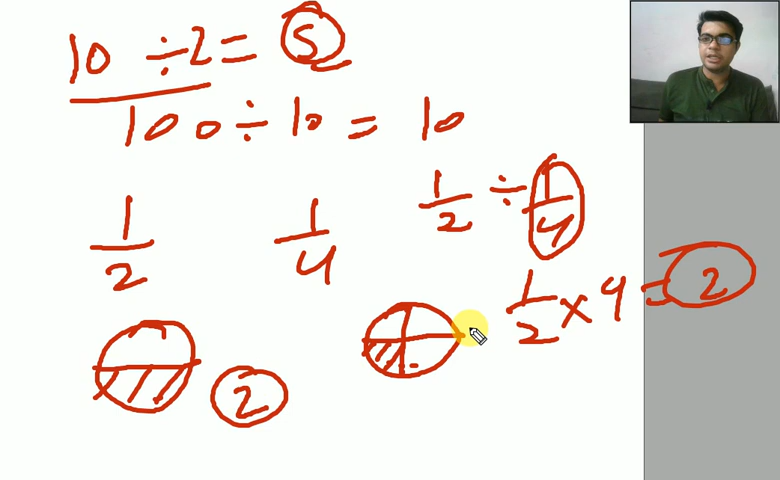 10 ÷ 2 = 5
100 ÷ 10 = 10
1/2 1/4 1/2 ÷ 1/4
1/2 × 4 = 2
2